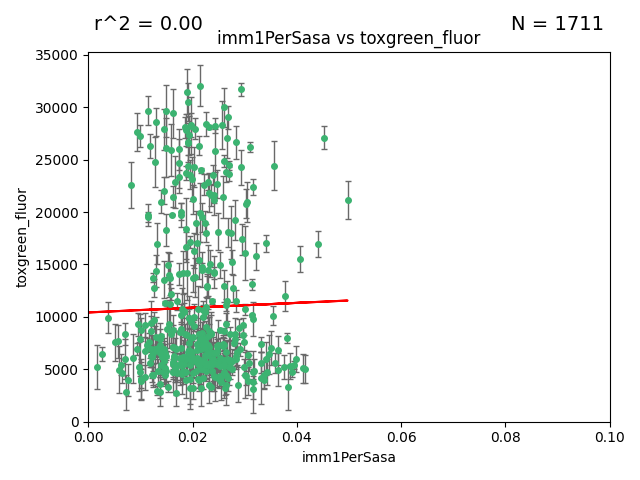 r^2 = 0.00
N = 1711
imm1PerSasa vs toxgreen_fluor
35000
30000
25000
20000
15000
10000
5000
0
toxgreen_fluor
0.00
0.02
0.04
0.06
0.08
0.10
imm1PerSasa